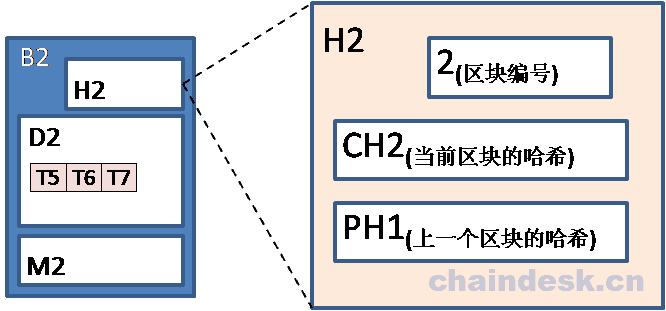 B2
H2
D2
T5 T6 T7
M2
H2
2(区块编号)
CH2(当前区块的哈希)
PH1(上一个区块的哈希)
chaindesk.cn